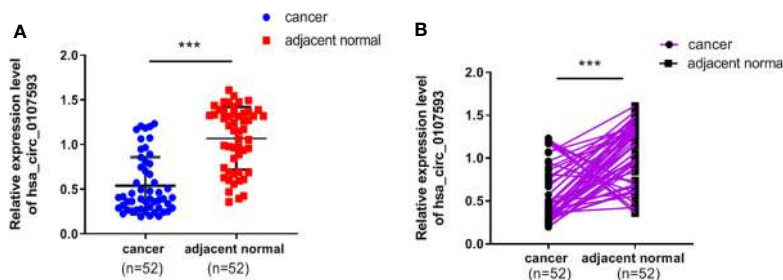 A
cancer
adjacent normal
***
Relative expression level
of hsa_circ_0107593
2.0
1.5
1.0
0.5
0.0
cancer
adjacent normal
(n=52)
(n=52)
B
cancer
adjacent norma
***
Relative expression level
of hsa_circ_0107593
2.0
1.5
1.0
0.5
0.0
cancer
adjacent normal
(n=52)
(n=52)